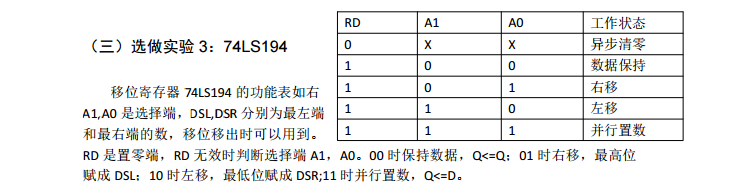 （三）选做实验 3：74LS194
RD A1 A0 工作状态
0 X X 异步清零
1 0 0 数据保持
1 0 1 右移
1 1 0 左移
1 1 1 并行置数
移位寄存器 74LS194 的功能表如右
A1,A0 是选择端，DSL,DSR 分别为最左端
和最右端的数，移位移出时可以用到。
RD 是置零端，RD 无效时判断选择端 A1，A0。00 时保持数据，Q<=Q；01 时右移，最高位
赋成 DSL；10 时左移，最低位赋成 DSR;11 时并行置数，Q<=D。